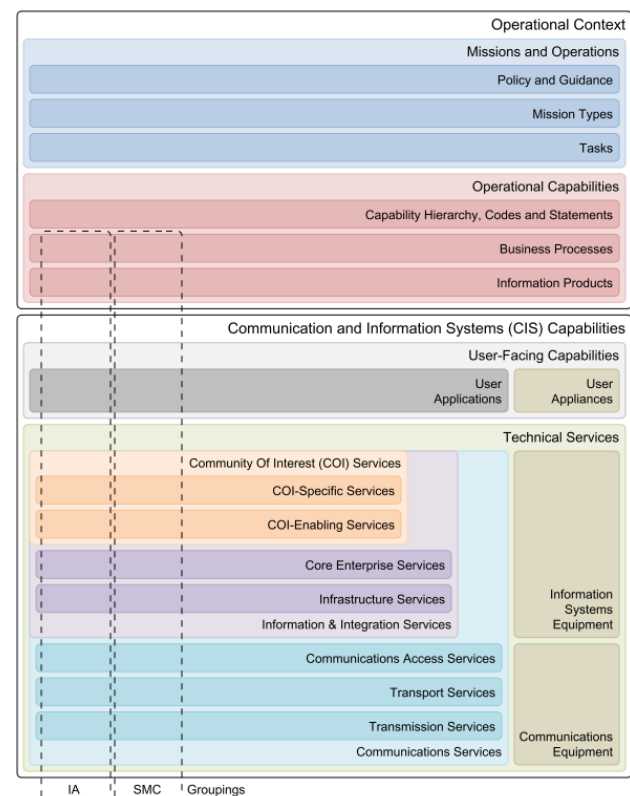 Operational Context
Missions and Operations
Policy and Guidance
Mission Types
Tasks
Operational Capabilities
Capability Hierarchy, Codes and Statements
Business Processes
Information Products
Communication and Information Systems (CIS) Capabilities
User-Facing Capabilities
User
Applications
User
Appliances
Technical Services
Community Of Interest (COI) Services
COI-Specific Services
COI-Enabling Services
Core Enterprise Services
Infrastructure Services
Information & Integration Services
Information
Systems
Equipment
Communications Access Services
Transport Services
Transmission Services
Communications Services
Communications
Equipment
IA
SMC
Groupings